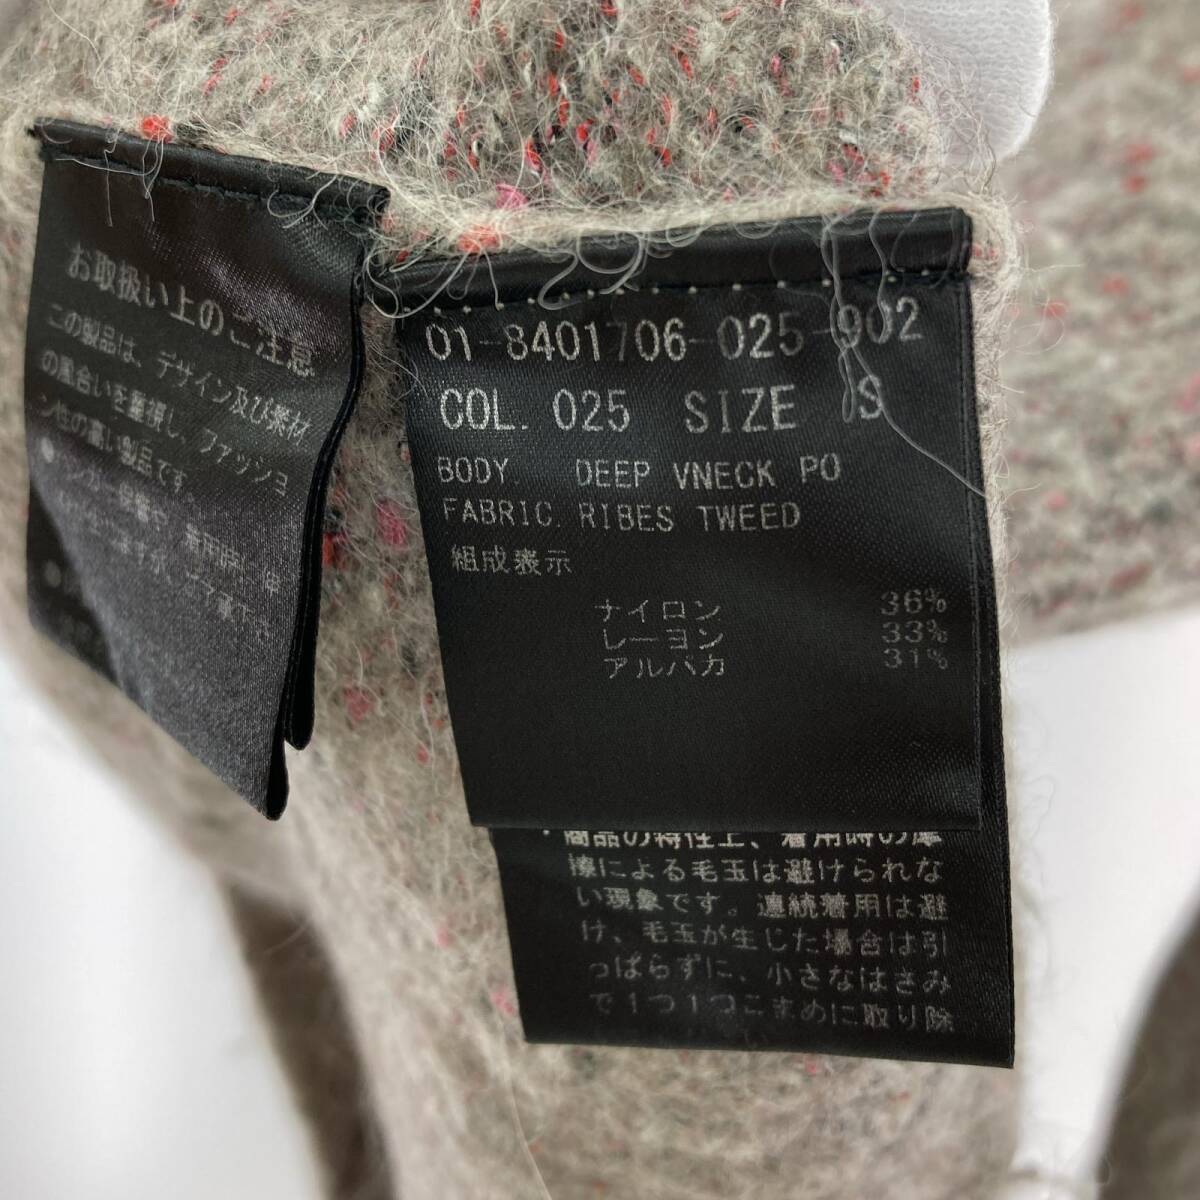 お取扱い上のご注意
この製品は、デザイン及び素材
の風合いを重視し、ファッショ
ン性の高い製品です。
01-8401706-025-902
COL. 025 SIZE S
BODY. DEEP VNECK PO
FABRIC. RIBES TWEED
組成表示
ナイロン 36%
レーヨン 33%
アルパカ 31%
・商品の特性上、着用時の摩
擦による毛玉は避けられな
い現象です。連続着用は避
け、毛玉が生じた場合は引
っぱらずに、小さなはさみ
で1つ1つこまめに取り除